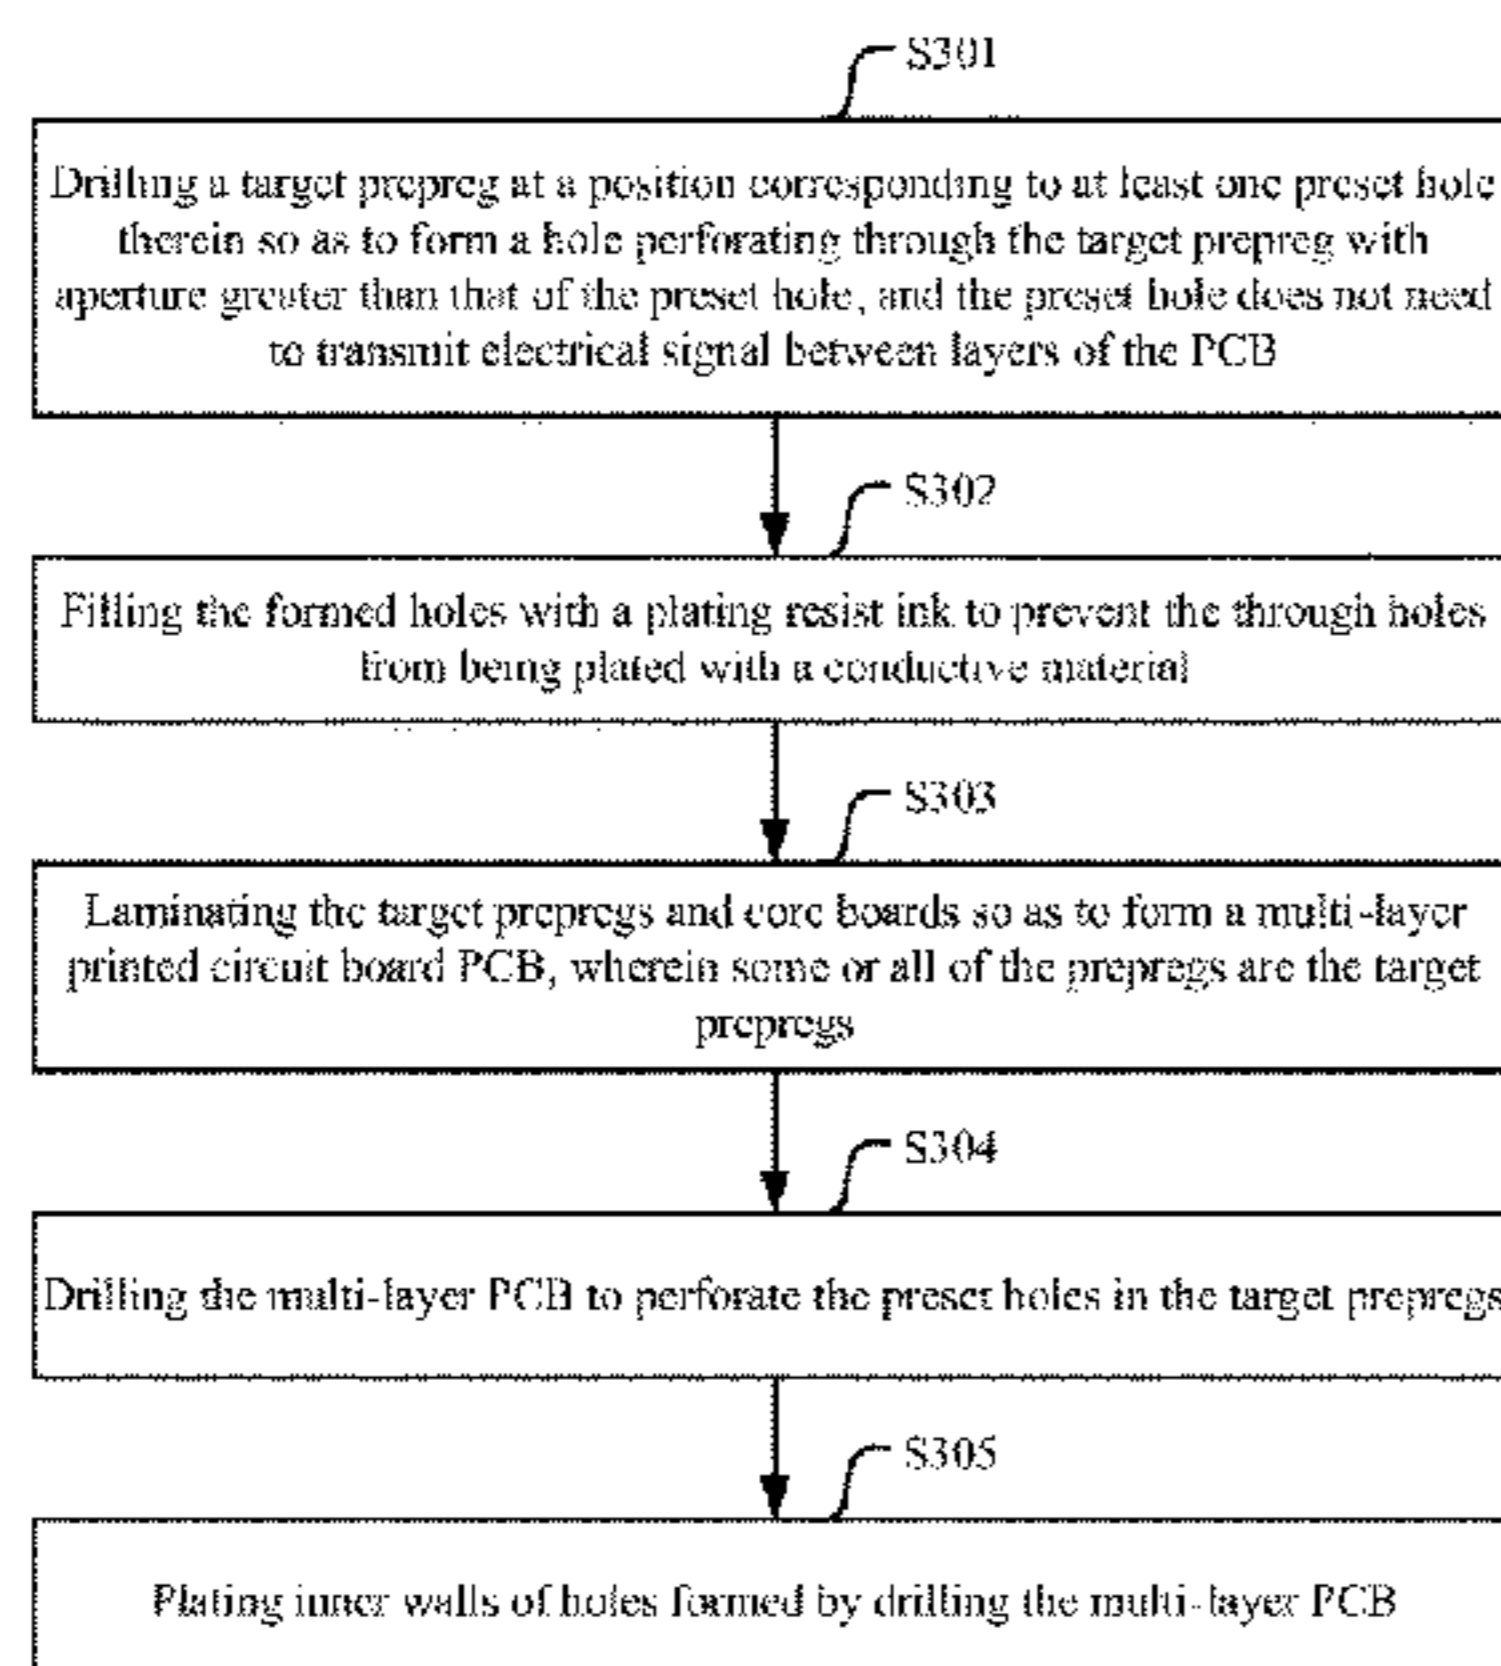 S301
Drilling a target prepreg at a position corresponding to at least one preset hole
therein so as to form a hole perforating through the target prepreg with
aperture greater than that of the preset hole, and the preset hole does not need
to transmit electrical signal between layers of the PCB
S302
Filling the formed holes with a plating resist ink to prevent the through holes
from being plated with a conductive material
S303
Laminating the target prepregs and core boards so as to form a multi-layer
printed circuit board PCB, wherein some or all of the prepregs are the target
prepregs
S304
Drilling the multi-layer PCB to perforate the preset holes in the target prepregs
S305
Plating inner walls of holes formed by drilling the multi-layer PCB